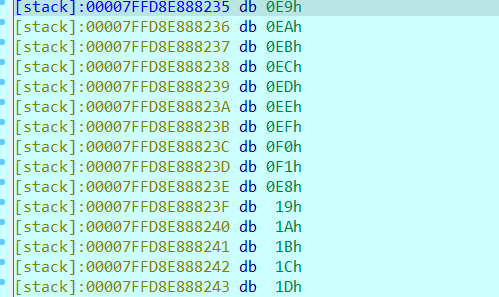 [stack]:00007FFD8E888235 db 0E9h
[stack]:00007FFD8E888236 db 0EAh
[stack]:00007FFD8E888237 db 0EBh
[stack]:00007FFD8E888238 db 0ECh
[stack]:00007FFD8E888239 db 0EDh
[stack]:00007FFD8E88823A db 0EEh
[stack]:00007FFD8E88823B db 0EFh
[stack]:00007FFD8E88823C db 0F0h
[stack]:00007FFD8E88823D db 0F1h
[stack]:00007FFD8E88823E db 0E8h
[stack]:00007FFD8E88823F db  19h
[stack]:00007FFD8E888240 db  1Ah
[stack]:00007FFD8E888241 db  1Bh
[stack]:00007FFD8E888242 db  1Ch
[stack]:00007FFD8E888243 db  1Dh